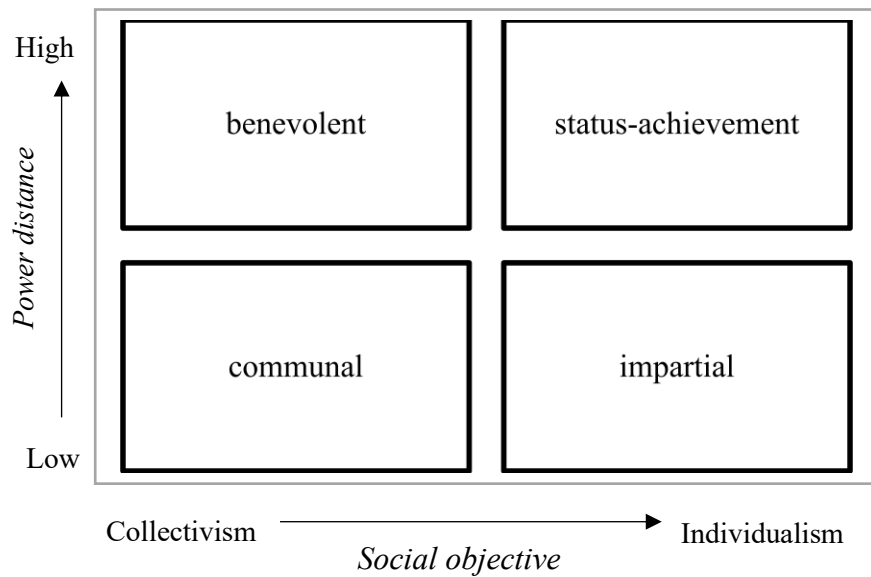 High
benevolent
status-achievement
Power distance
communal
impartial
Low
Collectivism
Individualism
Social objective